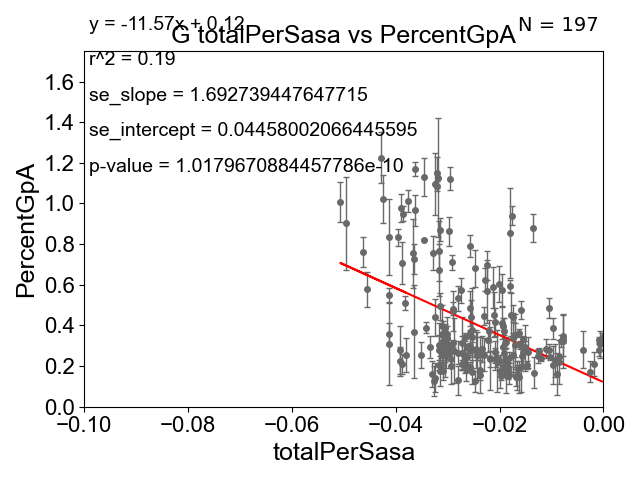 y = -11.57x + 0.12
N = 197
G totalPerSasa vs PercentGpA
r^2 = 0.19
se_slope = 1.692739447647715
se_intercept = 0.04458002066445595
p-value = 1.0179670884457786e-10
PercentGpA
1.6
1.4
1.2
1.0
0.8
0.6
0.4
0.2
0.0
−0.10
−0.08
−0.06
−0.04
−0.02
0.00
totalPerSasa